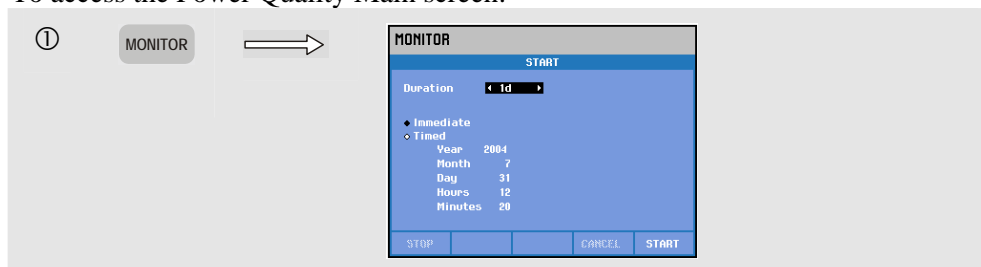 To access the Power Quality Main screen:
① MONITOR
MONITOR
START
Duration 1d
Immediate
Timed
Year 2004
Month 7
Day 31
Hours 12
Minutes 20
STOP CANCEL START